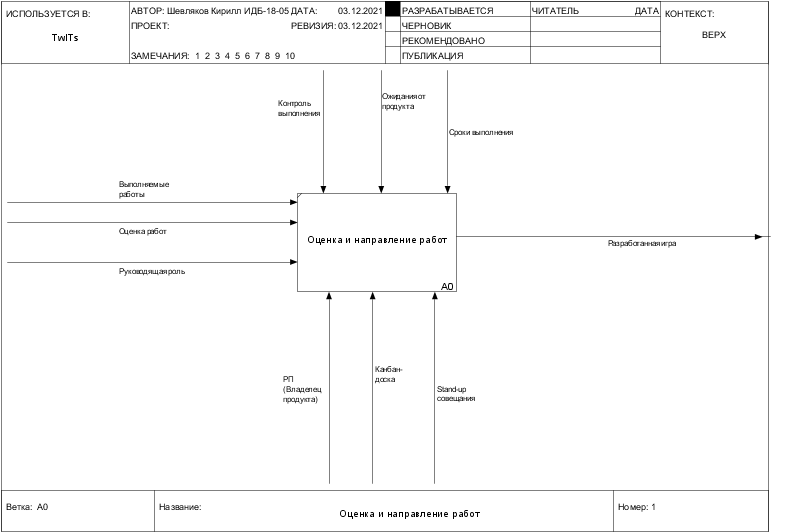 ИСПОЛЬЗУЕТСЯ В:
TwITs
АВТОР: Шевляков Кирилл ИДБ-18-05 ДАТА: 03.12.2021
ПРОЕКТ: РЕВИЗИЯ: 03.12.2021
ЗАМЕЧАНИЯ: 1 2 3 4 5 6 7 8 9 10
РАЗРАБАТЫВАЕТСЯ
ЧЕРНОВИК
РЕКОМЕНДОВАНО
ПУБЛИКАЦИЯ
ЧИТАТЕЛЬ ДАТА
КОНТЕКСТ:
ВЕРХ
Контроль
выполнения
Ожидания от
продукта
Сроки выполнения
Выполняемые
работы
Оценка работ
Руководящая роль
Оценка и направление работ
A0
Разработанная игра
РП
(Владелец
продукта)
Канбан-
доска
Stand-up
совещания
Ветка: A0
Название:
Оценка и направление работ
Номер: 1